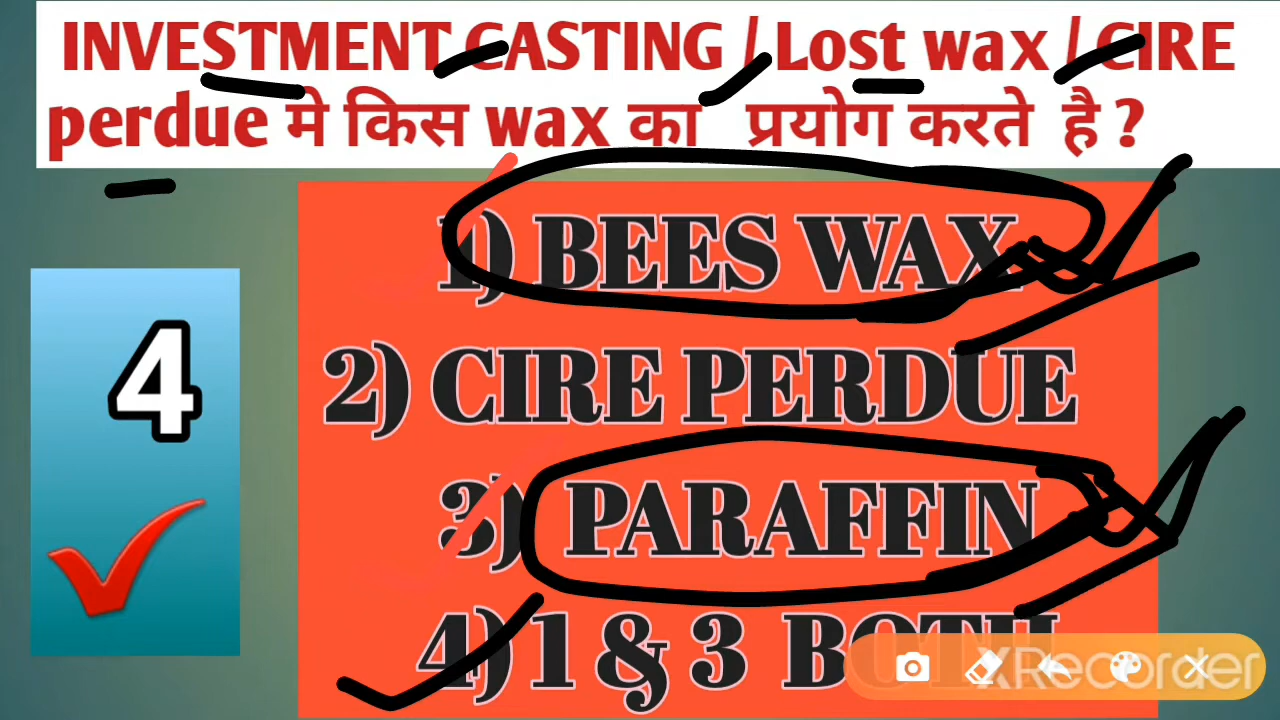 INVESTMENT CASTING / Lost wax / CIRE
perdue मे किस wax का प्रयोग करते है ?
1) BEES WAX
2) CIRE PERDUE
4
3) PARAFFIN
4) 1 & 3 BOTH
XRecorder